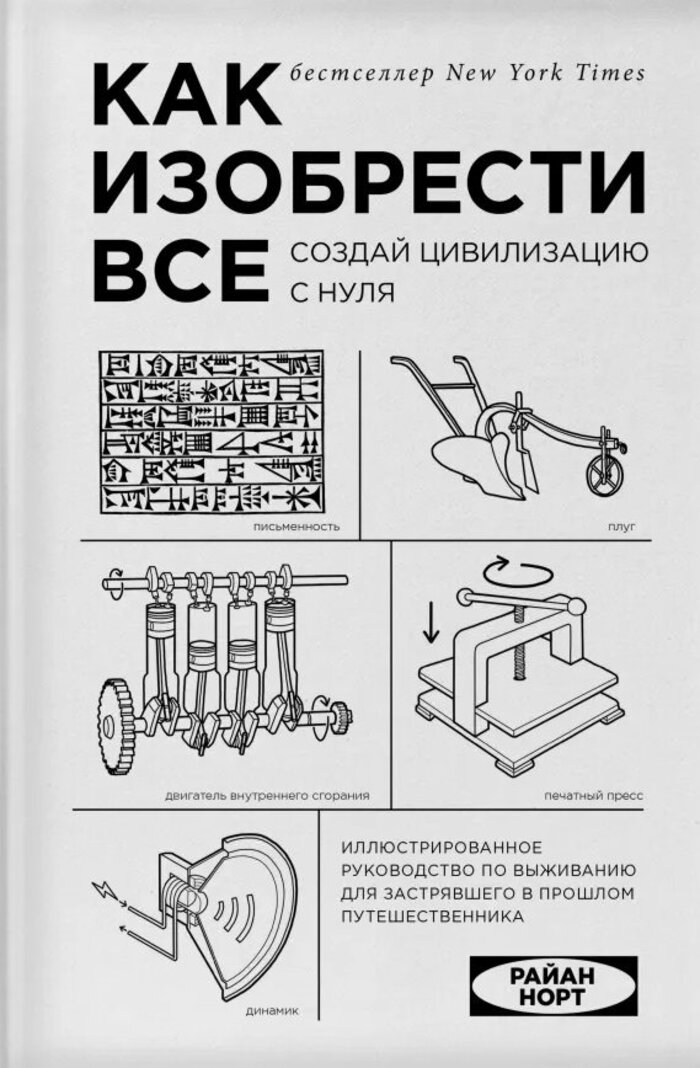 КАК
бестселлер New York Times
ИЗОБРЕСТИ
ВСЕ
СОЗДАЙ ЦИВИЛИЗАЦИЮ
С НУЛЯ
письменность
плуг
двигатель внутреннего сгорания
печатный пресс
динамик
ИЛЛЮСТРИРОВАННОЕ
РУКОВОДСТВО ПО ВЫЖИВАНИЮ
ДЛЯ ЗАСТРЯВШЕГО В ПРОШЛОМ
ПУТЕШЕСТВЕННИКА
РАЙАН
НОРТ